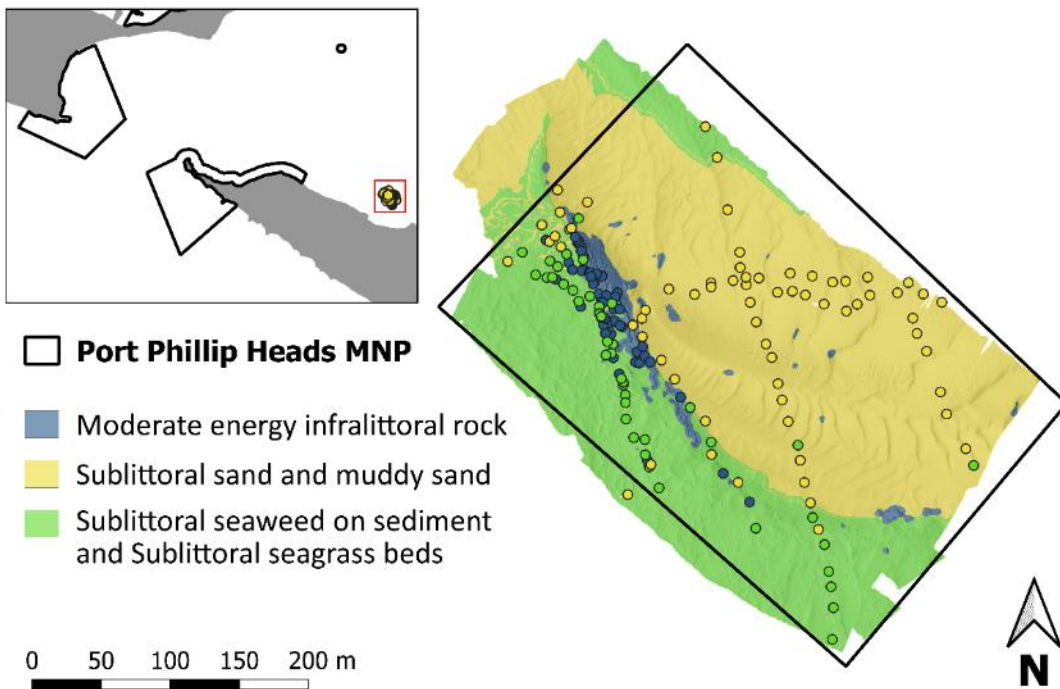 Port Phillip Heads MNP
Moderate energy infralittoral rock
Sublittoral sand and muddy sand
Sublittoral seaweed on sediment
and Sublittoral seagrass beds
0 50 100 150 200 m
N